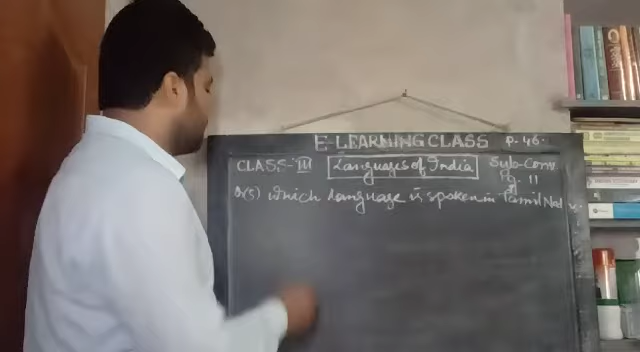 E-LEARNING CLASS P-46.
CLASS-III Languages of India Sub-Conv.
Pg. 11
Q(5) which language is spoken in Tamil Nad